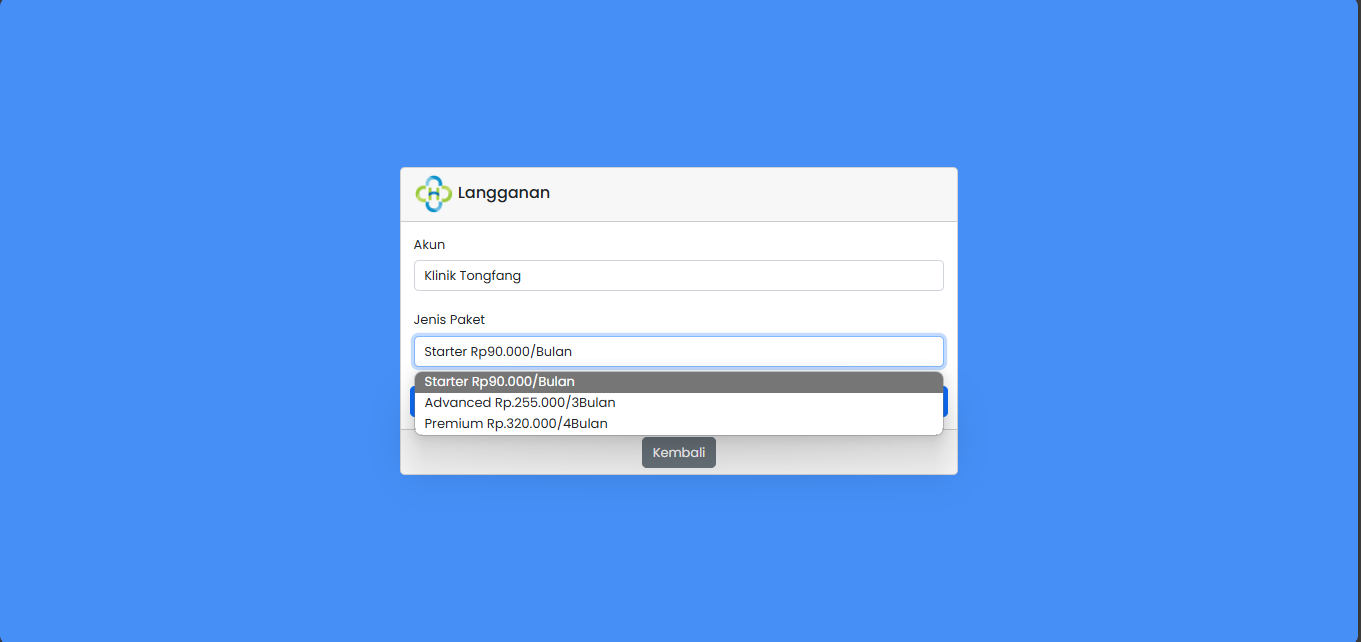 Langganan
Akun
Klinik Tongfang
Jenis Paket
Starter Rp90.000/Bulan
Starter Rp90.000/Bulan
Advanced Rp.255.000/3Bulan
Premium Rp.320.000/4Bulan
Kembali